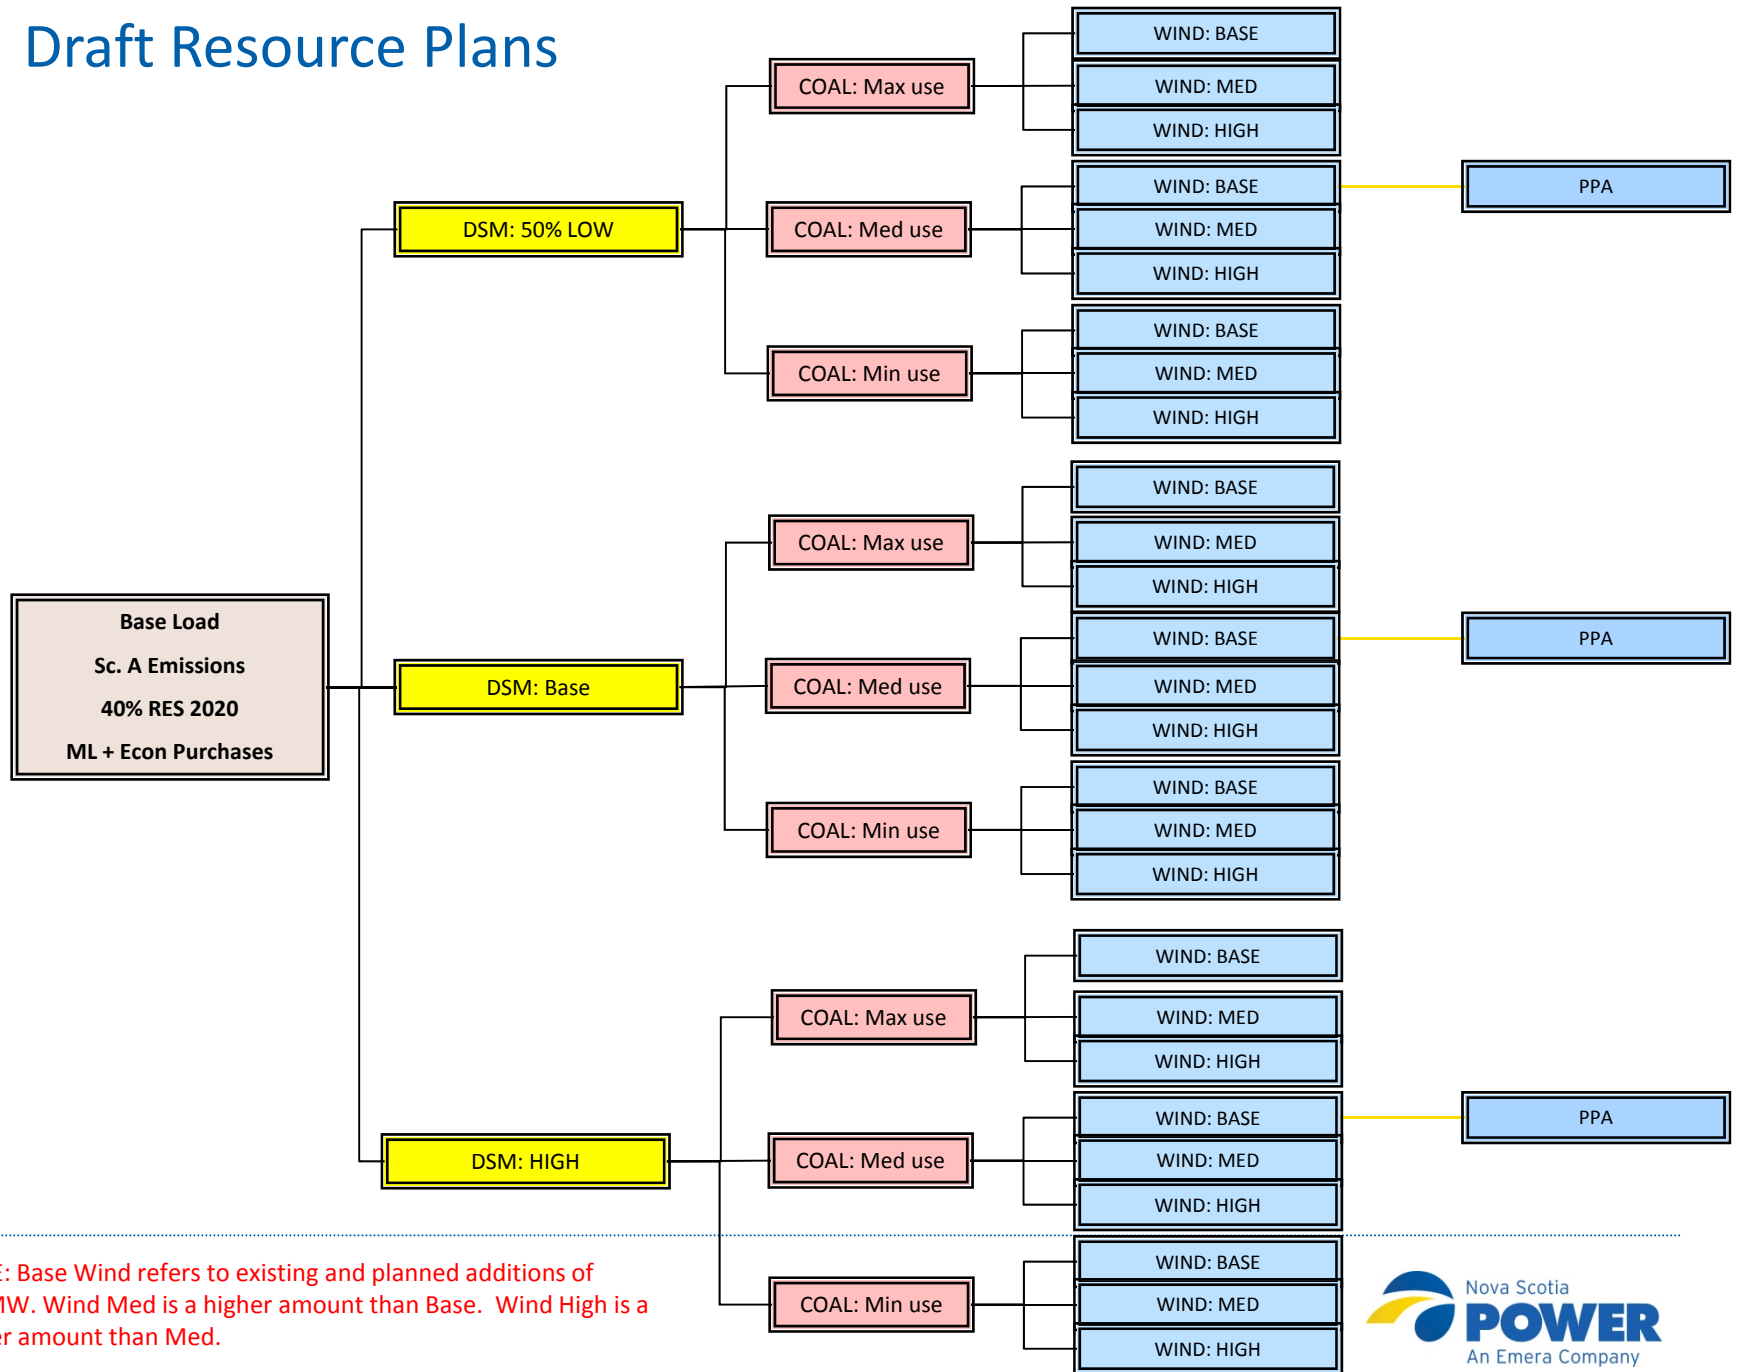 Draft Resource Plans
WIND: BASE
COAL: Max use
WIND: MED
WIND: HIGH
WIND: BASE
PPA
DSM: 50% LOW
COAL: Med use
WIND: MED
WIND: HIGH
WIND: BASE
COAL: Min use
WIND: MED
WIND: HIGH
WIND: BASE
COAL: Max use
WIND: MED
WIND: HIGH
Base Load
Sc. A Emissions
40% RES 2020
ML + Econ Purchases
WIND: BASE
PPA
DSM: Base
COAL: Med use
WIND: MED
WIND: HIGH
WIND: BASE
COAL: Min use
WIND: MED
WIND: HIGH
WIND: BASE
COAL: Max use
WIND: MED
WIND: HIGH
WIND: BASE
PPA
DSM: HIGH
COAL: Med use
WIND: MED
WIND: HIGH
WIND: BASE
COAL: Min use
WIND: MED
WIND: HIGH
: Base Wind refers to existing and planned additions of
MW. Wind Med is a higher amount than Base. Wind High is a
amount than Med.
Nova Scotia
POWER
An Emera Company